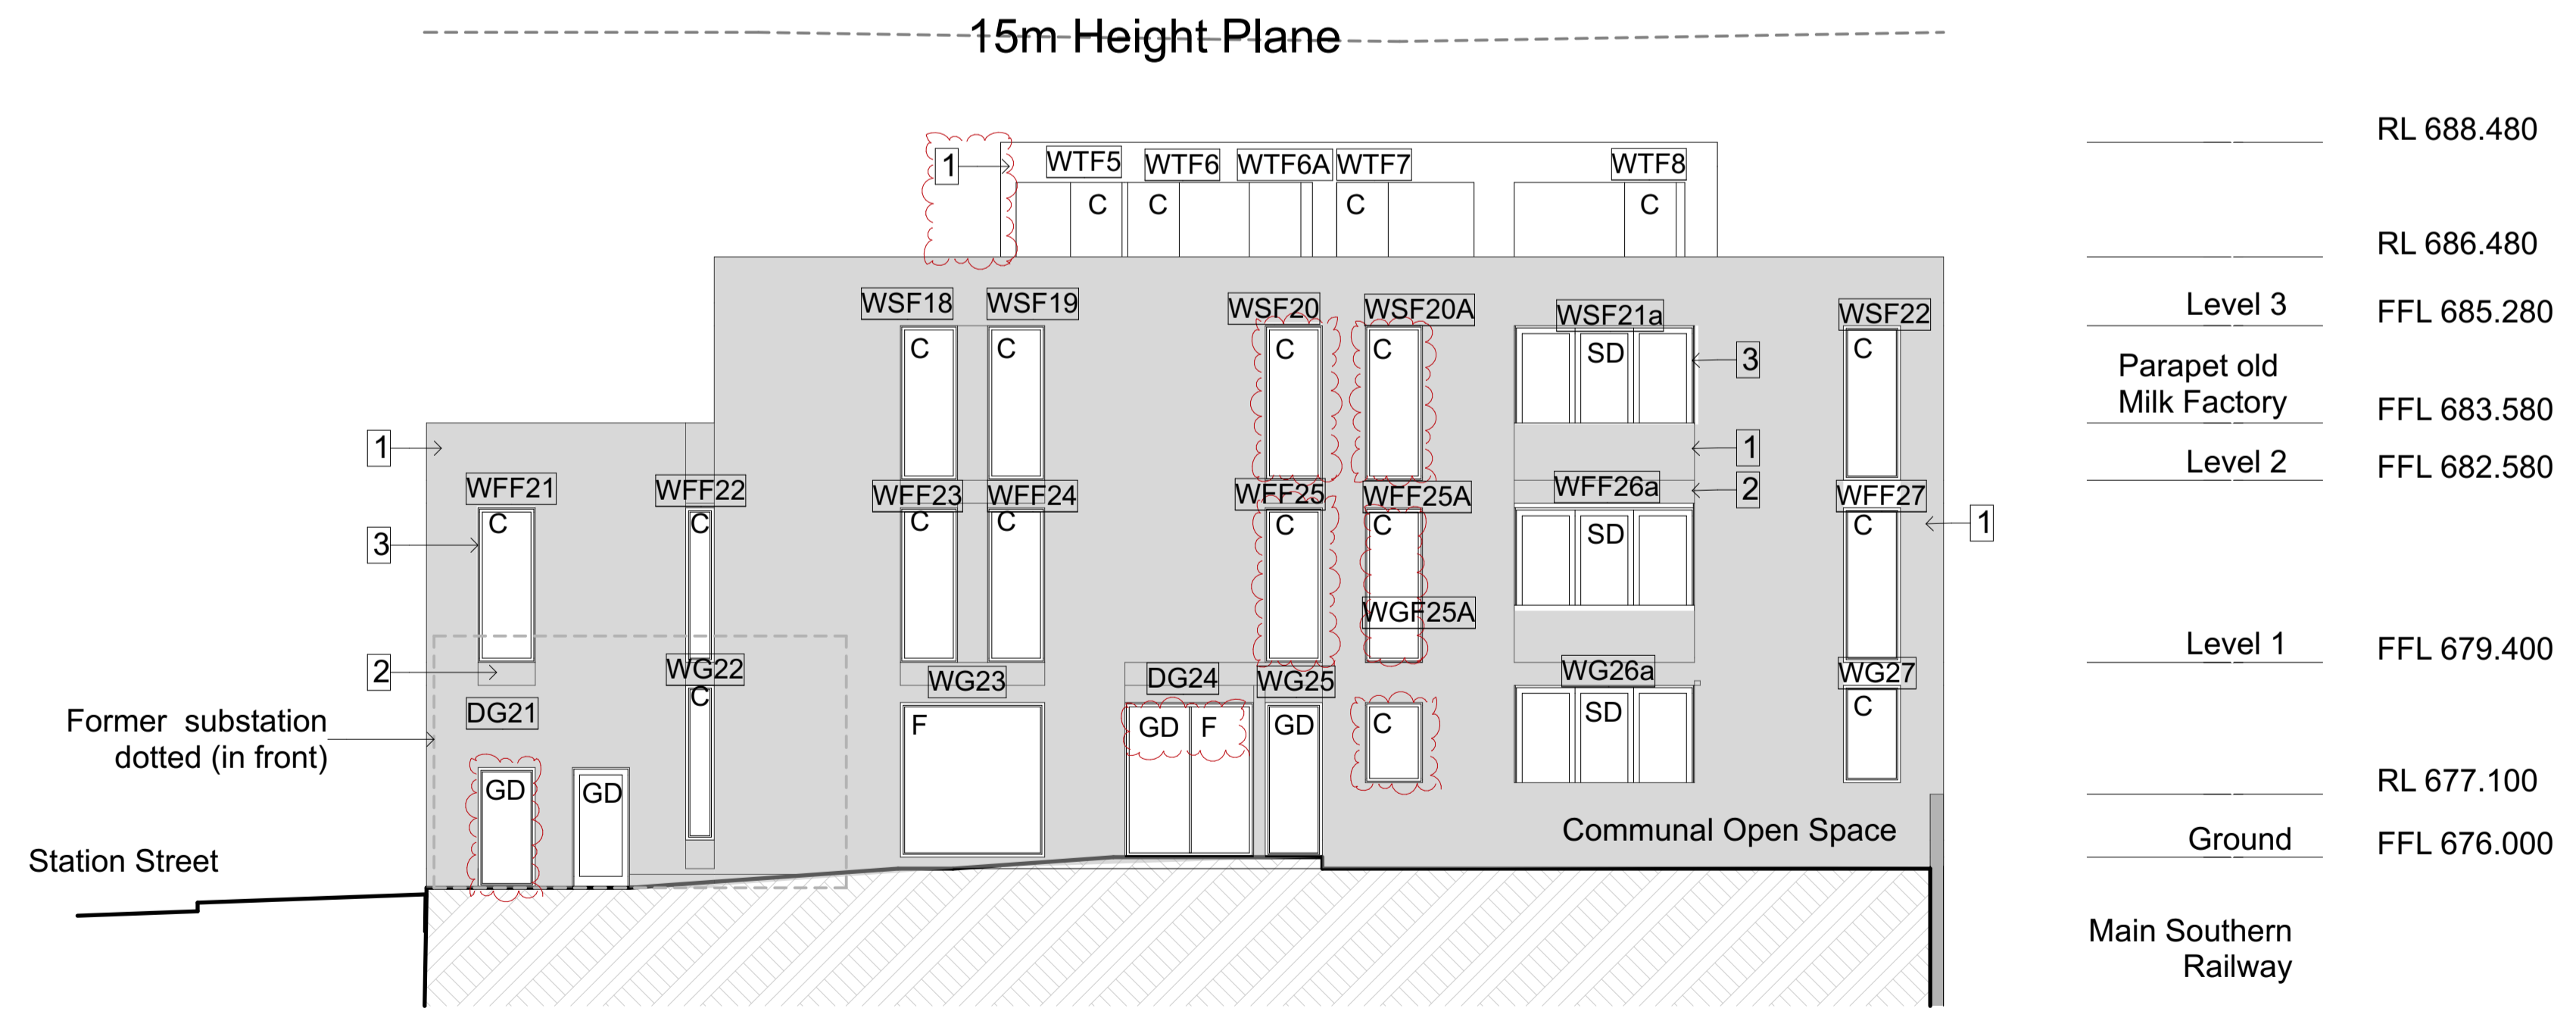 15m Height Plane
RL 688.480
1
WTF5
WTF6
WTF6A
WTF7
WTF8
C
C
C
C
RL 686.480
WSF18
WSF19
WSF20
WSF20A
WSF21a
WSF22
Level 3
FFL 685.280
C
C
C
C
SD
C
3
Parapet old
Milk Factory
FFL 683.580
1
1
Level 2
FFL 682.580
WFF21
WFF22
WFF23
WFF24
WFF25
WFF25A
WFF26a
2
WFF27
C
C
C
C
C
C
SD
C
1
3
WGF25A
Level 1
FFL 679.400
2
WG22
WG23
DG24
WG25
WG26a
WG27
C
DG21
F
GD
F
GD
C
SD
C
Former substation
dotted (in front)
GD
GD
RL 677.100
Communal Open Space
Ground
FFL 676.000
Station Street
Main Southern
Railway